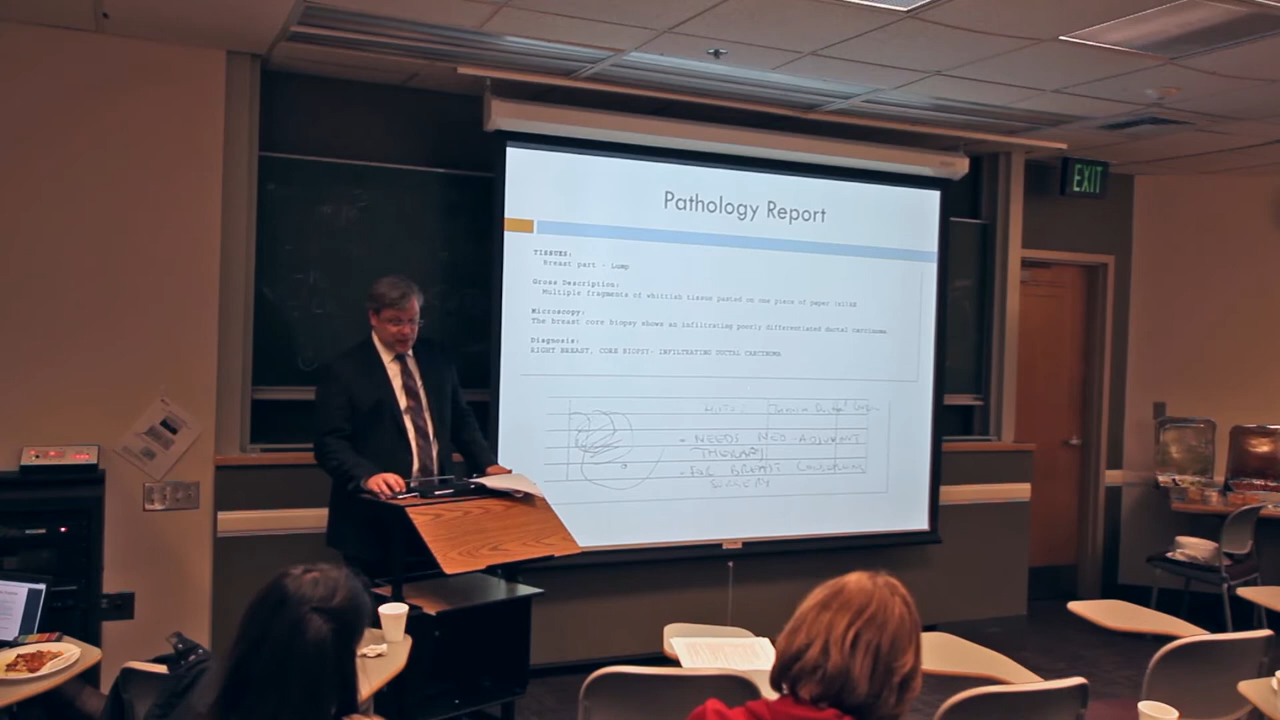 EXIT
Pathology Report
TISSUES:
Breast part - Lump
Gross Description:
Multiple fragments of whittish tissue pasted on one piece of paper
Microscopy:
The breast core biopsy shows an infiltrating poorly differentiated ductal carcinoma
Diagnosis:
RIGHT BREAST, CORE BIOPSY- INFILTRATING DUCTAL CARCINOMA
- NEEDS NEO-ADJUVANT
THERAPY
- FOR BREAST CONSERVING
SURGERY